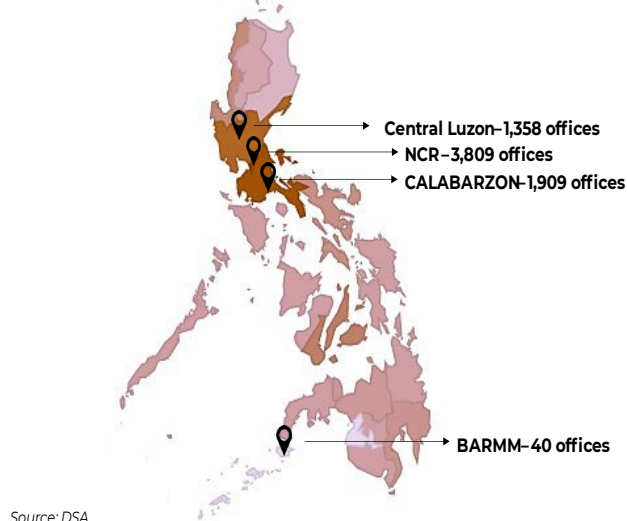 Central Luzon–1,358 offices
NCR–3,809 offices
CALABARZON–1,909 offices
BARMM–40 offices
Source: DSA